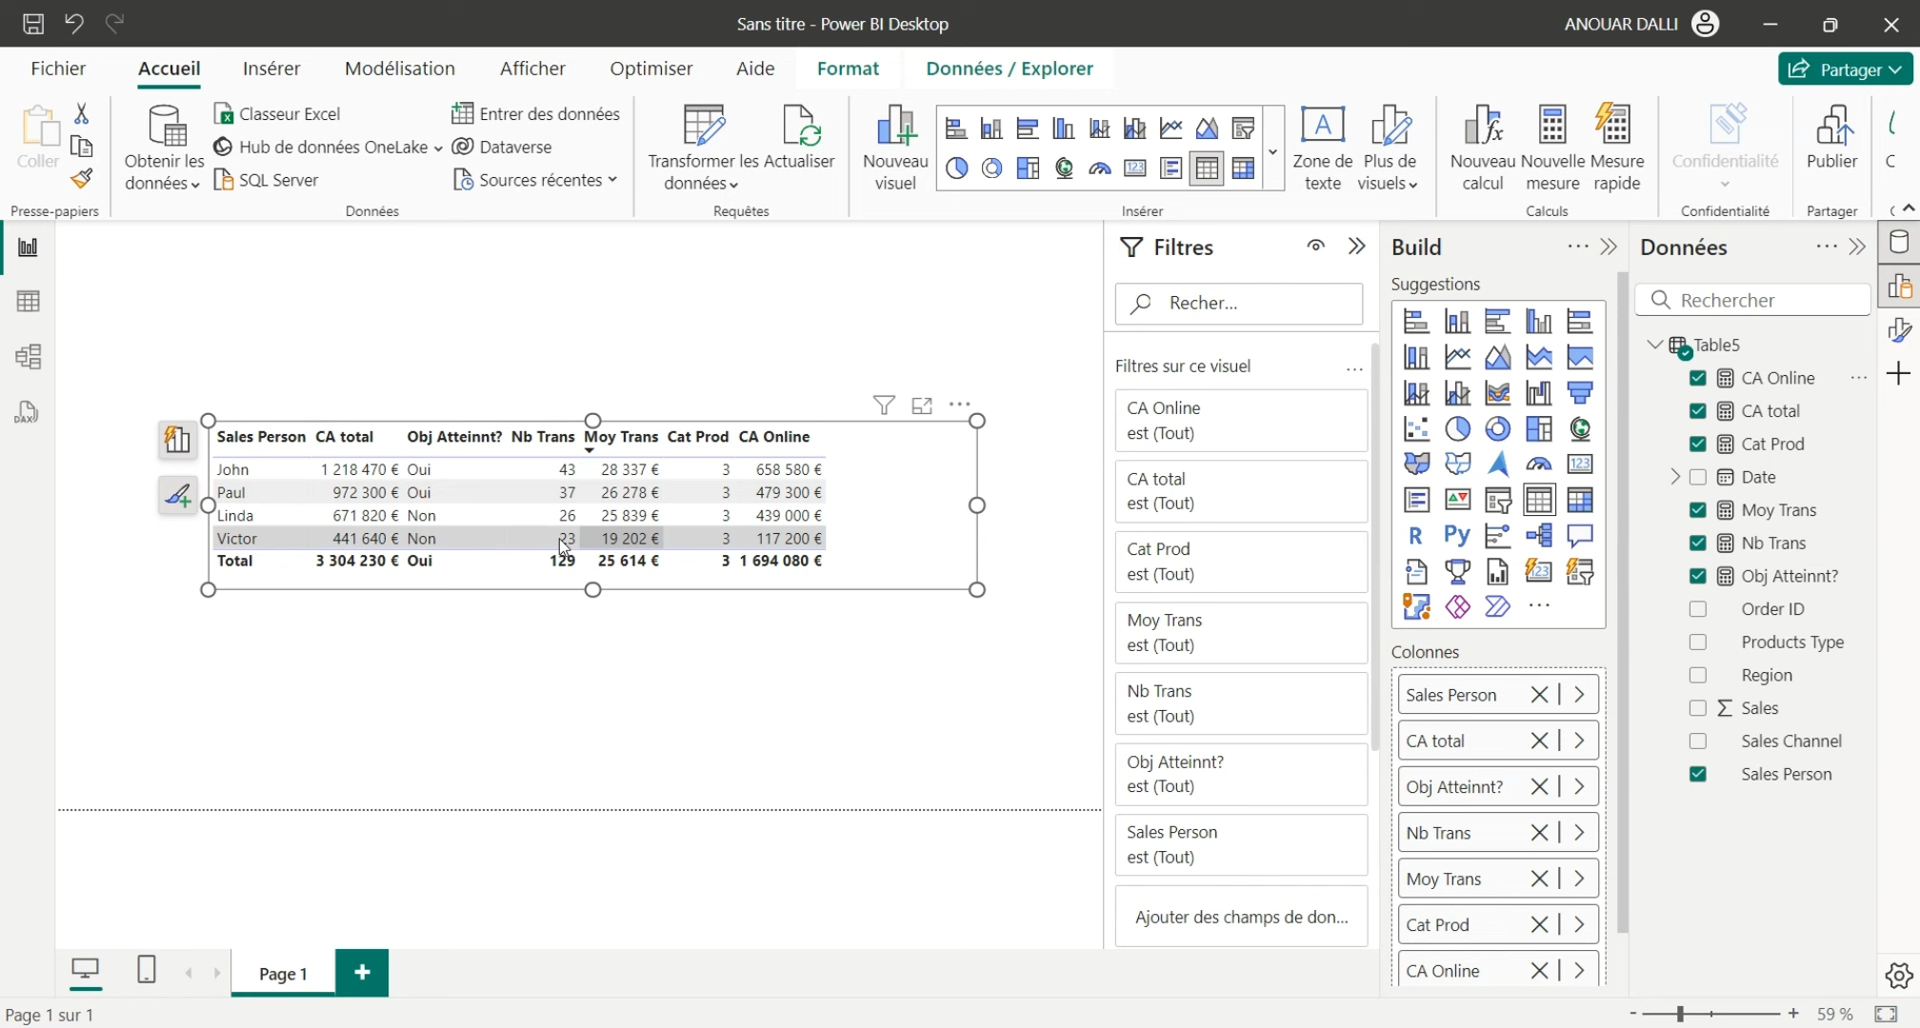 Sans titre - Power BI Desktop
ANOUAR DALLI
Fichier
Accueil
Insérer
Modélisation
Afficher
Optimiser
Aide
Format
Données / Explorer
Partager
Coller
Presse-papiers
Obtenir les
données
Classeur Excel
Hub de données OneLake
SQL Server
Entrer des données
Dataverse
Sources récentes
Données
Transformer les
données
Actualiser
Requêtes
Nouveau
visuel
Zone de
texte
Plus de
visuels
Insérer
Nouveau
calcul
Nouvelle
mesure
Mesure
rapide
Calculs
Confidentialité
Confidentialité
Publier
Partager
C
(
Sales Person CA total Obj Atteinnt? Nb Trans Moy Trans Cat Prod CA Online
John 1 218 470 € Oui 43 28 337 € 3 658 580 €
Paul 972 300 € Oui 37 26 278 € 3 479 300 €
Linda 671 820 € Non 26 25 839 € 3 439 000 €
Victor 441 640 € Non 23 19 202 € 3 117 200 €
Total 3 304 230 € Oui 129 25 614 € 3 1 694 080 €
Filtres
Recher...
Filtres sur ce visuel
CA Online
est (Tout)
CA total
est (Tout)
Cat Prod
est (Tout)
Moy Trans
est (Tout)
Nb Trans
est (Tout)
Obj Atteinnt?
est (Tout)
Sales Person
est (Tout)
Ajouter des champs de don...
Build
Suggestions
R
Py
Colonnes
Sales Person
CA total
Obj Atteinnt?
Nb Trans
Moy Trans
Cat Prod
CA Online
Données
Rechercher
Table5
CA Online
CA total
Cat Prod
Date
Moy Trans
Nb Trans
Obj Atteinnt?
Order ID
Products Type
Region
Sales
Sales Channel
Sales Person
DAX
Page 1
Page 1 sur 1
59 %